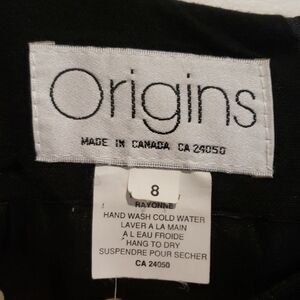 Origins
MADE IN CANADA CA 24050
8
RAYONNE
HAND WASH COLD WATER
LAVER A LA MAIN
A L EAU FROIDE
HANG TO DRY
SUSPENDRE POUR SECHER
CA 24050